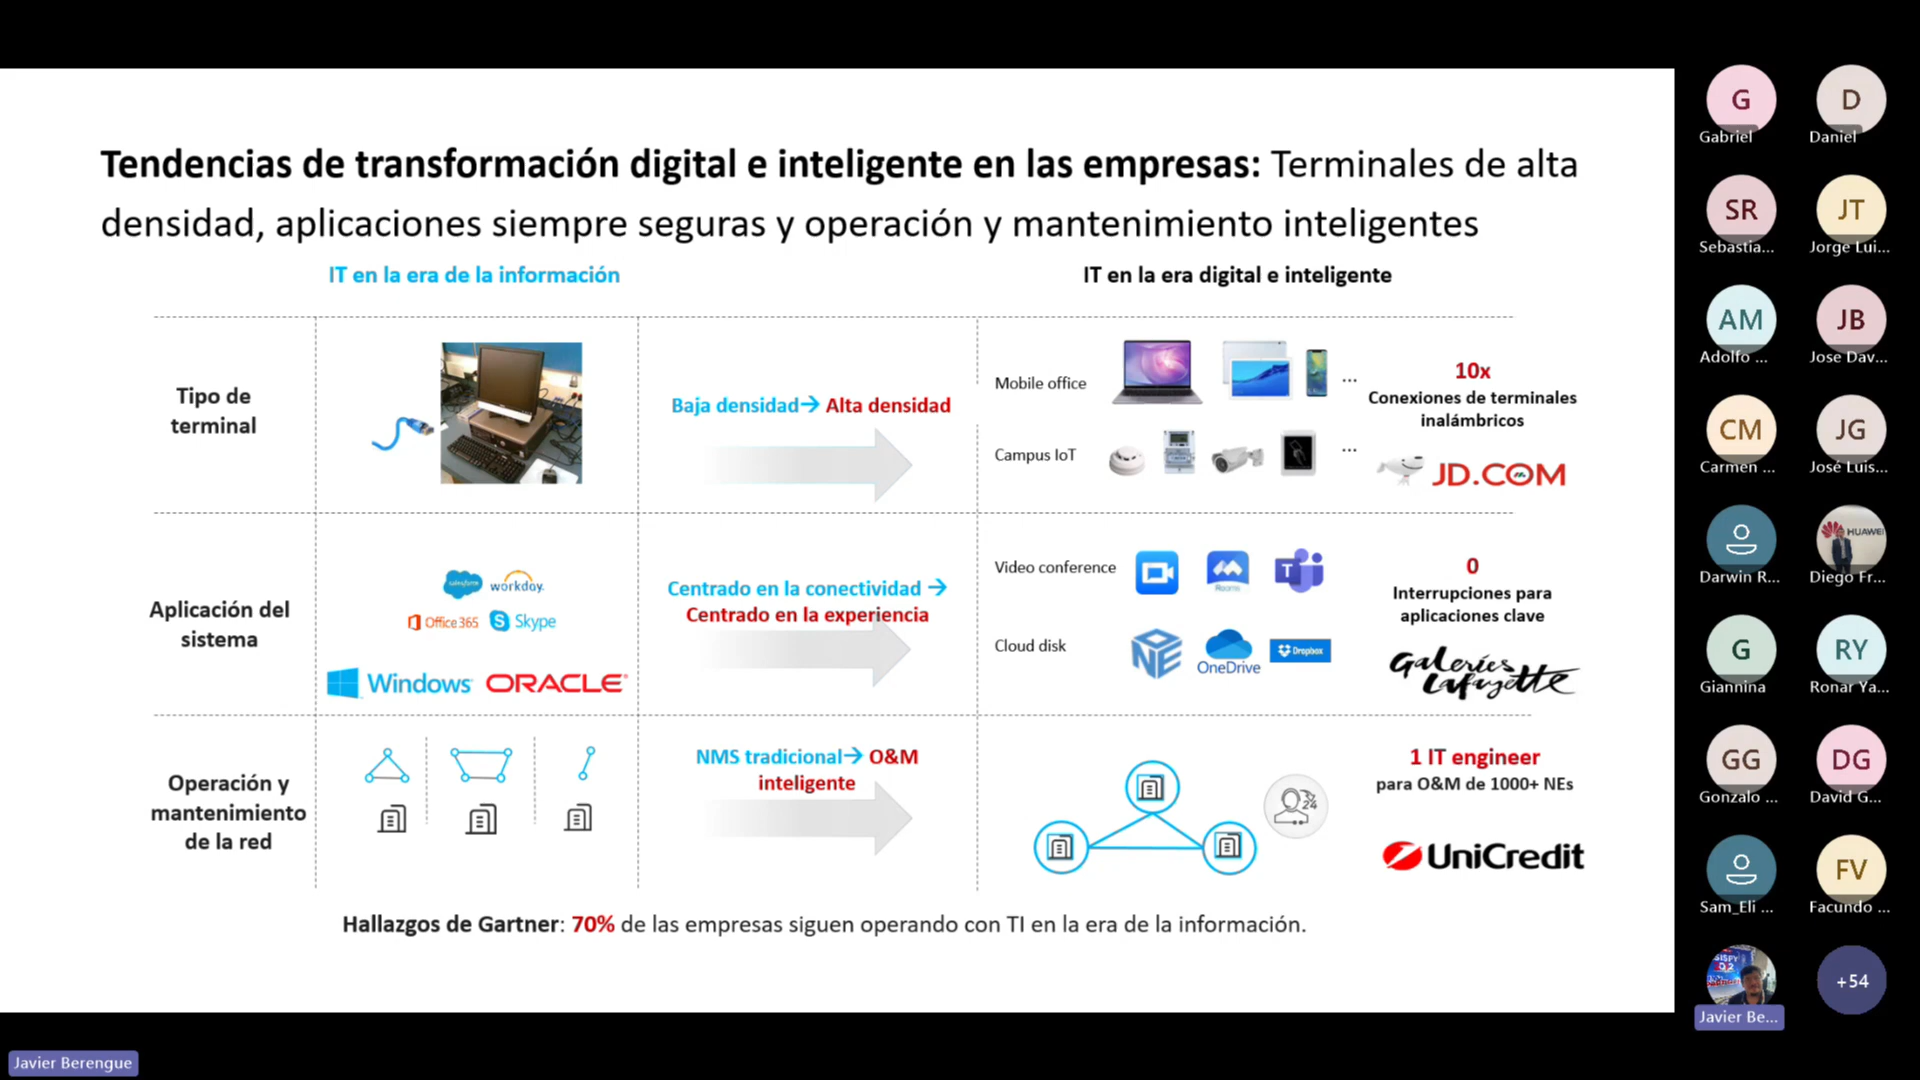 Tendencias de transformación digital e inteligente en las empresas: Terminales de alta
densidad, aplicaciones siempre seguras y operación y mantenimiento inteligentes
IT en la era de la información
IT en la era digital e inteligente
Tipo de
terminal
Baja densidad→ Alta densidad
Mobile office
...
Campus IoT
...
10x
Conexiones de terminales
inalámbricos
JD.COM
Aplicación del
sistema
salesforce
workday.
Office 365
Skype
Windows
ORACLE
Centrado en la conectividad →
Centrado en la experiencia
Video conference
Rooms
T
Cloud disk
NE
OneDrive
Dropbox
0
Interrupciones para
aplicaciones clave
Galeries
Lafayette
Operación y
mantenimiento
de la red
NMS tradicional→ O&M
inteligente
24
1 IT engineer
para O&M de 1000+ NEs
UniCredit
Hallazgos de Gartner: 70% de las empresas siguen operando con TI en la era de la información.
G
Gabriel
D
Daniel
SR
Sebastia...
JT
Jorge Lui...
AM
Adolfo ...
JB
Jose Dav...
CM
Carmen ...
JG
José Luis...
Darwin R...
HUAWEI
Diego Fr...
G
Giannina
RY
Ronar Ya...
GG
Gonzalo ...
DG
David G...
Sam_Eli ...
FV
Facundo ...
Javier Be...
+54
Javier Berengue